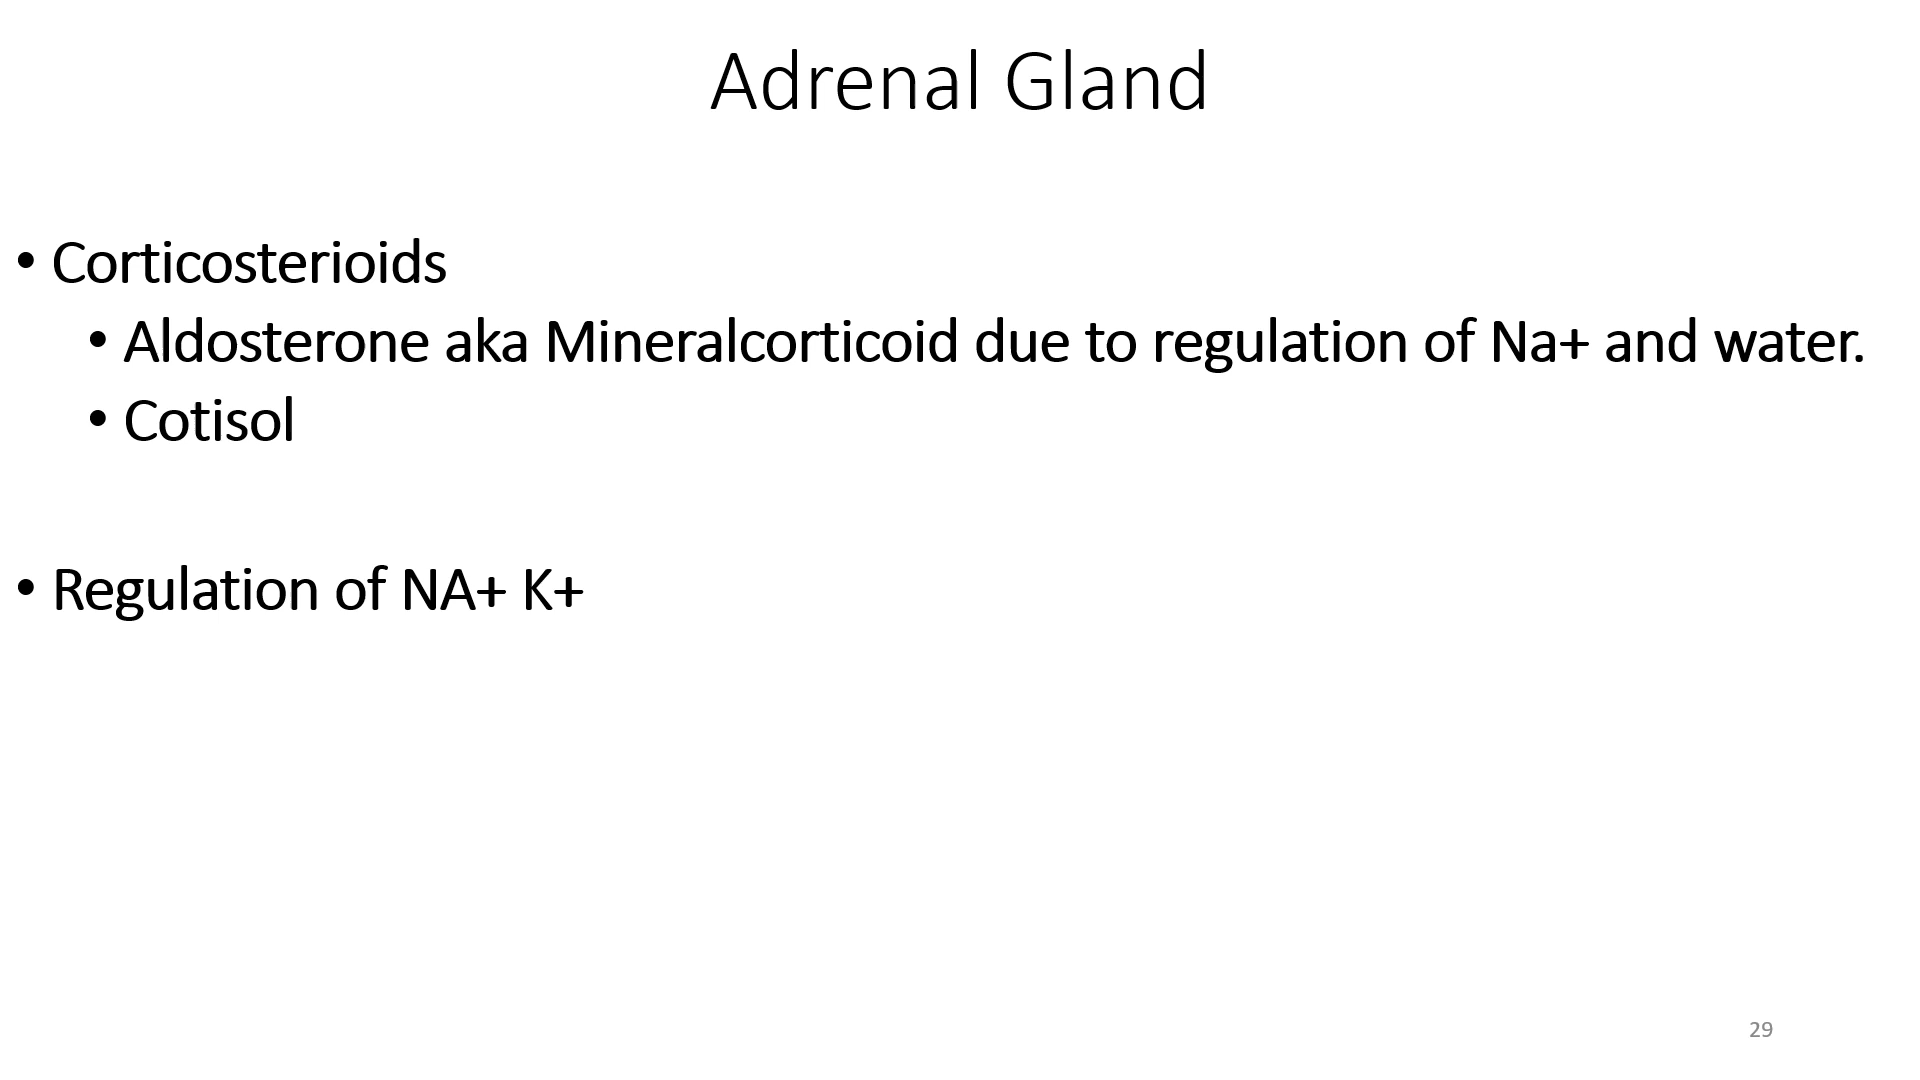 Adrenal Gland
• Corticosterioids
• Aldosterone aka Mineralcorticoid due to regulation of Na+ and water.
• Cotisol
• Regulation of NA+ K+
29